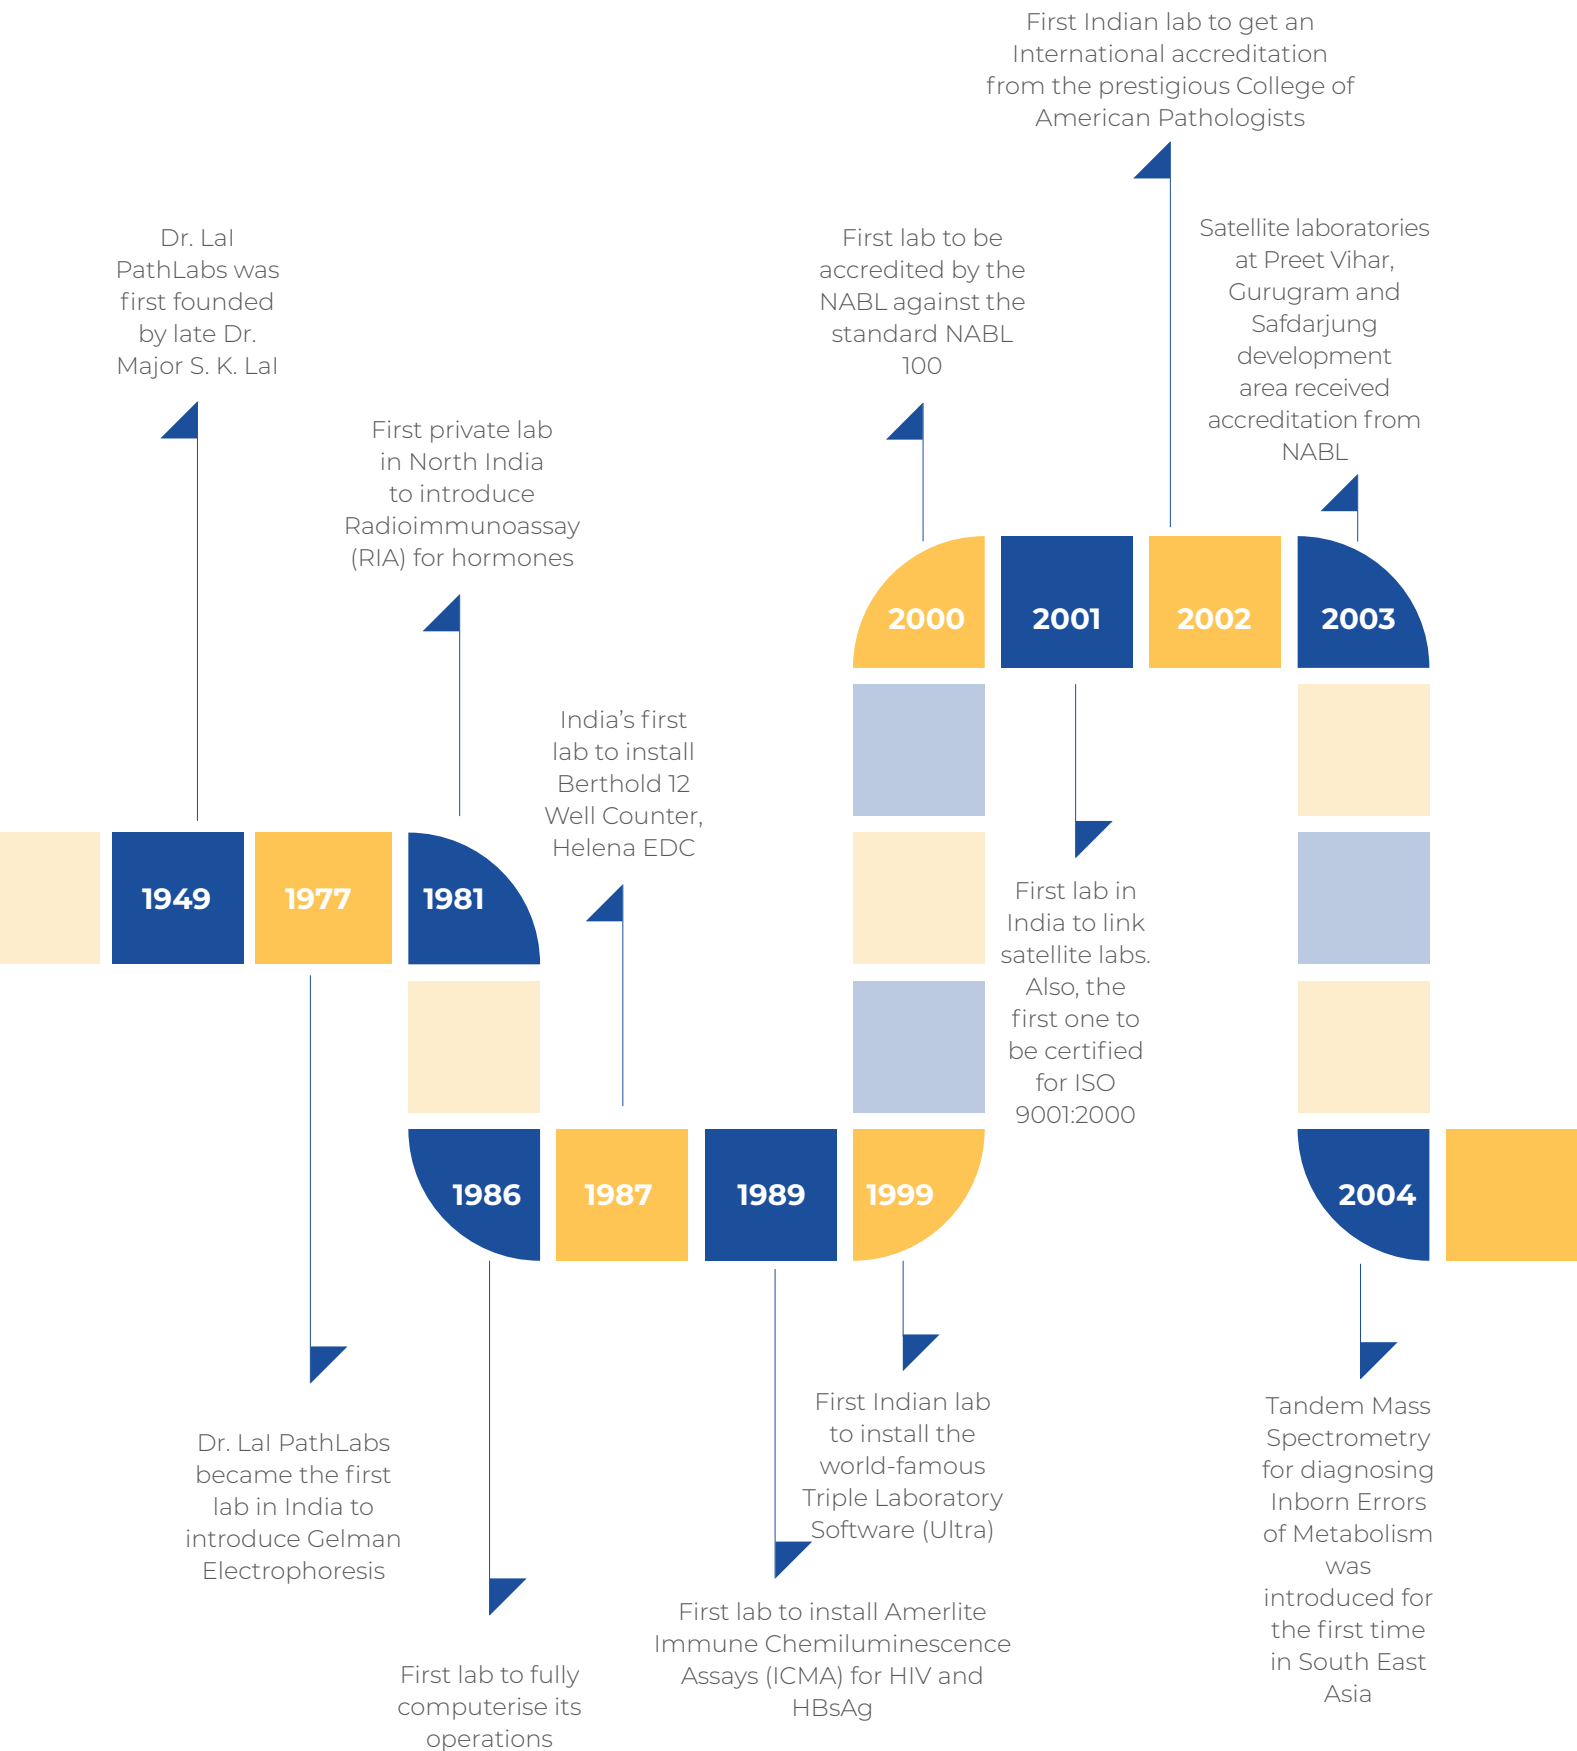 First Indian lab to get an
International accreditation
from the prestigious College of
American Pathologists
Dr. Lal
PathLabs was
first founded
by late Dr.
Major S. K. Lal
First lab to be
accredited by the
NABL against the
standard NABL
100
Satellite laboratories
at Preet Vihar,
Gurugram and
Safdarjung
development
area received
accreditation from
NABL
First private lab
in North India
to introduce
Radioimmunoassay
(RIA) for hormones
2000
2001
2002
2003
India’s first
lab to install
Berthold 12
Well Counter,
Helena EDC
1949
1977
1981
First lab in
India to link
satellite labs.
Also, the
first one to
be certified
for ISO
9001:2000
1986
1987
1989
1999
2004
Dr. Lal PathLabs
became the first
lab in India to
introduce Gelman
Electrophoresis
First Indian lab
to install the
world-famous
Triple Laboratory
Software (Ultra)
Tandem Mass
Spectrometry
for diagnosing
Inborn Errors
of Metabolism
was
introduced for
the first time
in South East
Asia
First lab to install Amerlite
Immune Chemiluminescence
Assays (ICMA) for HIV and
HBsAg
First lab to fully
computerise its
operations